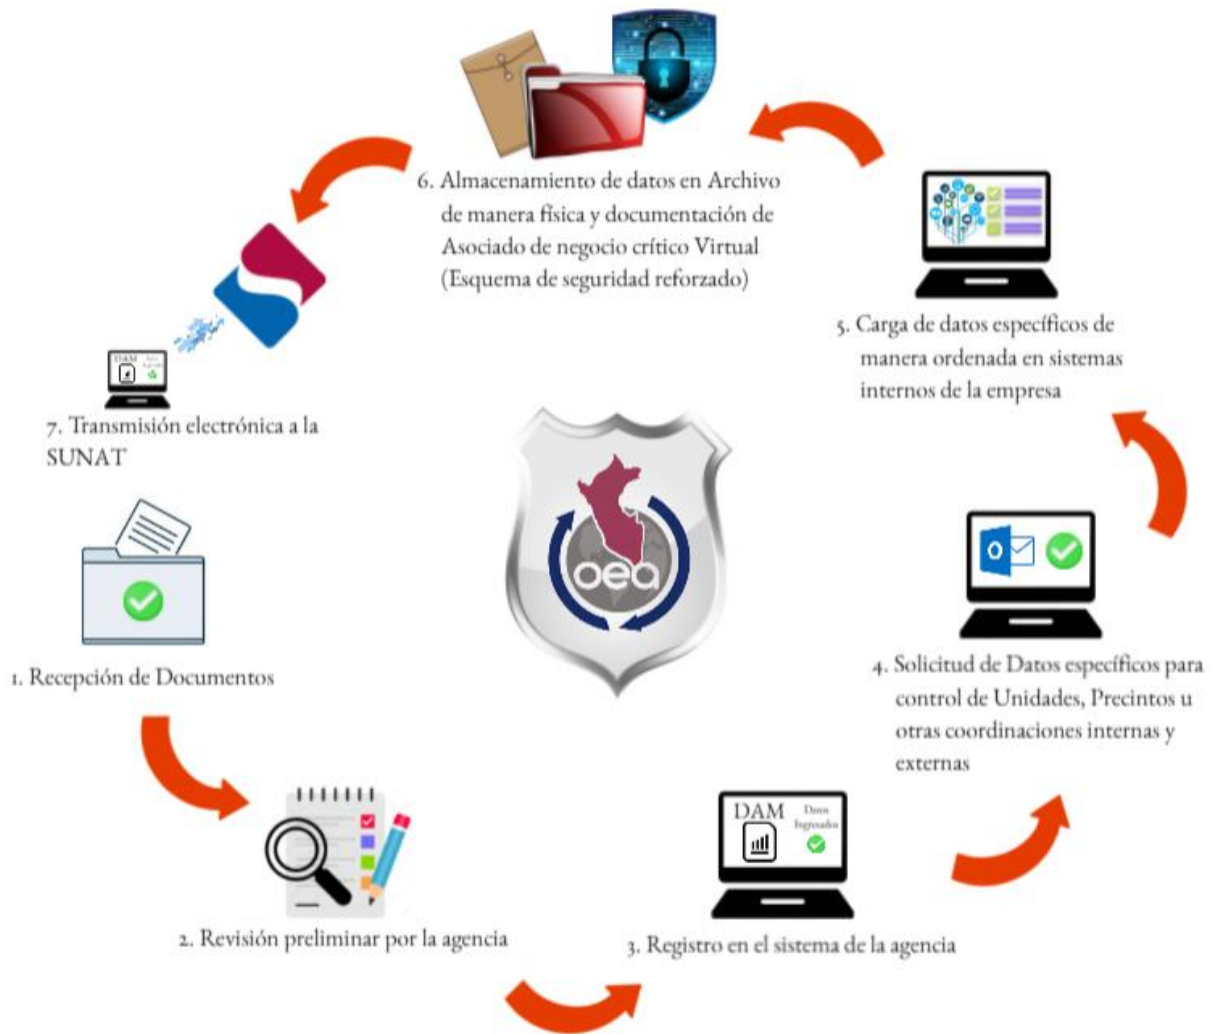 1. Recepción de Documentos
2. Revisión preliminar por la agencia
DAM
Datos
Ingresados
3. Registro en el sistema de la agencia
4. Solicitud de Datos específicos para
control de Unidades, Precintos u
otras coordinaciones internas y
externas
5. Carga de datos específicos de
manera ordenada en sistemas
internos de la empresa
6. Almacenamiento de datos en Archivo
de manera física y documentación de
Asociado de negocio crítico Virtual
(Esquema de seguridad reforzado)
DAM
7. Transmisión electrónica a la
SUNAT
oea